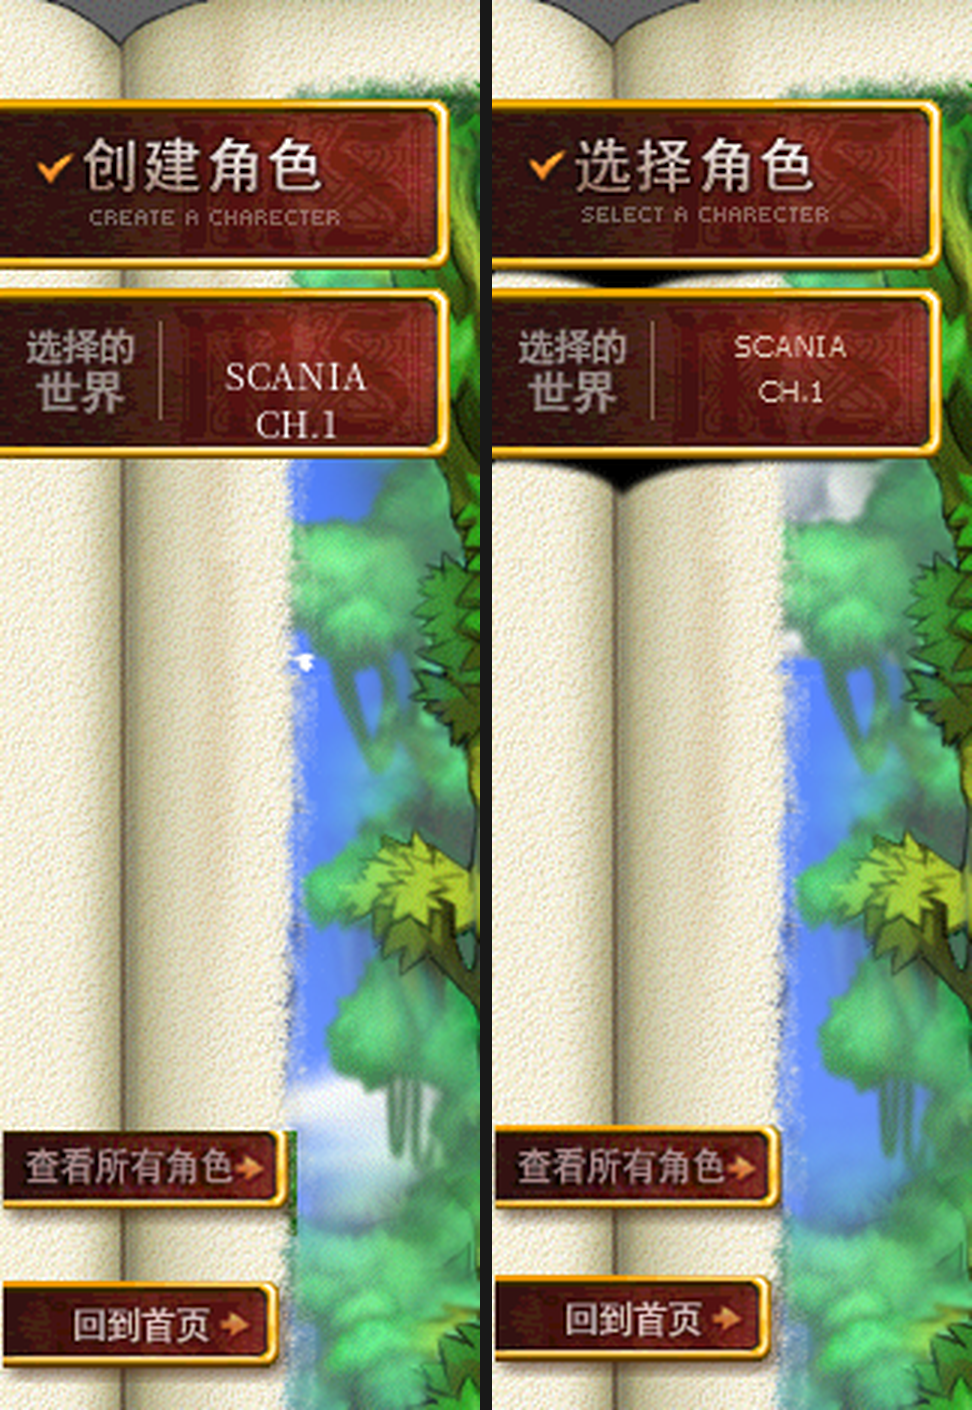 创建角色
CREATE A CHARECTER
选择的
世界
SCANIA
CH.1
查看所有角色
回到首页
选择角色
SELECT A CHARECTER
选择的
世界
SCANIA
CH.1
查看所有角色
回到首页